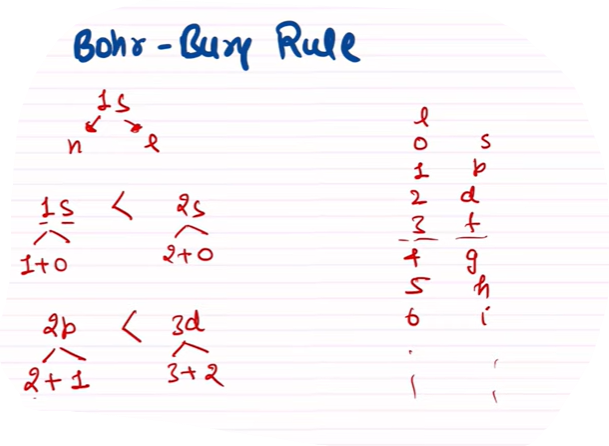 Bohr-Bury Rule
1s
n l
1s < 2s
1+0 2+0
2p < 3d
2+1 3+2
l
0 s
1 p
2 d
3 f
4 g
5 h
6 i